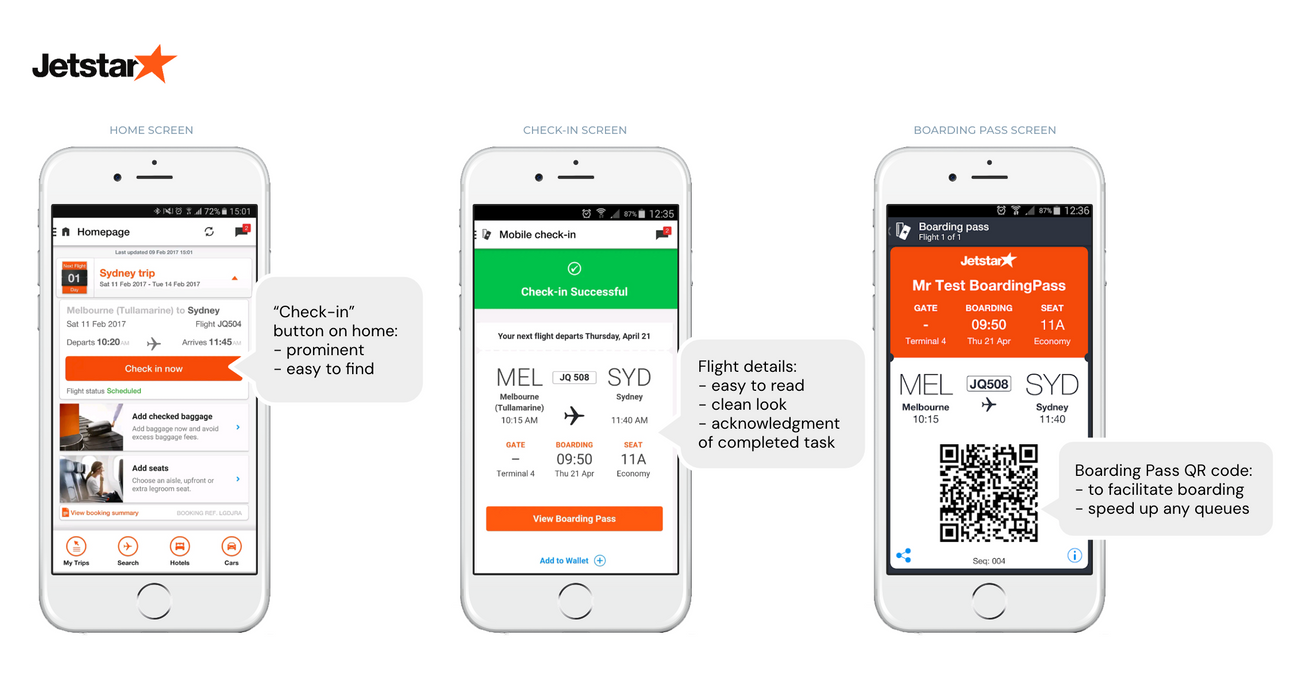 Jetstar
HOME SCREEN
15:01
72%
Homepage
2
Last updated 09 Feb 2017 15:01
Next Flight
01
Day
Sydney trip
Sat 11 Feb 2017 - Tue 14 Feb 2017
Melbourne (Tullamarine) to Sydney
Sat 11 Feb 2017 Flight JQ504
Departs 10:20 AM Arrives 11:45 AM
Check in now
Flight status Scheduled
Add checked baggage
Add baggage now and avoid
excess baggage fees.
Add seats
Choose an aisle, upfront or
extra legroom seat.
View booking summary BOOKING REF.
My Trips Search Hotels Cars
“Check-in”
button on home:
- prominent
- easy to find
CHECK-IN SCREEN
87% 12:35
Mobile check-in
2
Check-in Successful
Your next flight departs Thursday, April 21
MEL JQ 508 SYD
Melbourne Sydney
(Tullamarine)
10:15 AM 11:40 AM
GATE BOARDING SEAT
– 09:50 11A
Terminal 4 Thu 21 Apr Economy
View Boarding Pass
Add to Wallet
Flight details:
- easy to read
- clean look
- acknowledgment
of completed task
BOARDING PASS SCREEN
87% 12:36
Boarding pass
Flight 1 of 1
Jetstar
Mr Test BoardingPass
GATE BOARDING SEAT
- 09:50 11A
Terminal 4 Thu 21 Apr Economy
MEL JQ508 SYD
Melbourne Sydney
10:15 11:40
Seq: 004
Boarding Pass QR code:
- to facilitate boarding
- speed up any queues